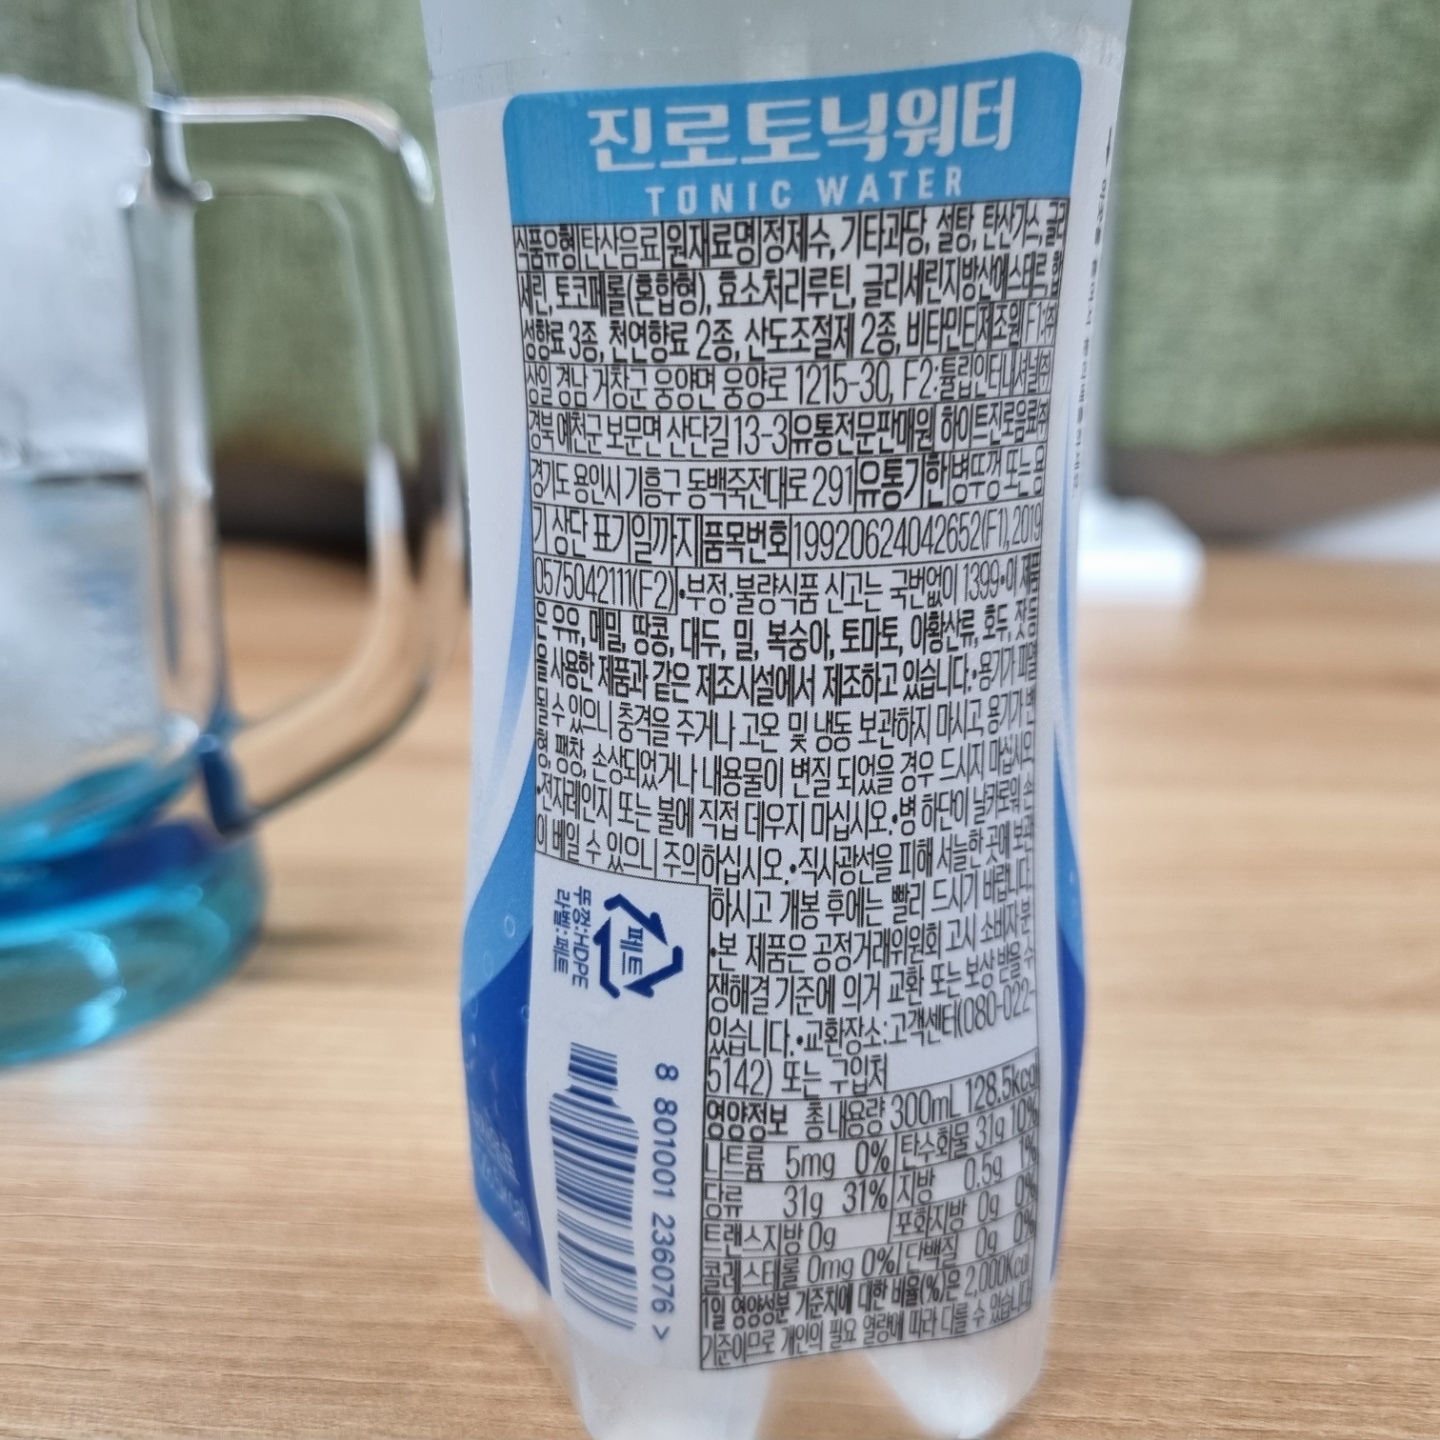 진로토닉워터
TONIC WATER
식품유형 탄산음료 원재료명 정제수, 기타과당, 설탕, 탄산가스, 글리
세린, 토코페롤(혼합형), 효소처리루틴, 글리세린지방산에스테르, 합
성향료 3종, 천연향료 2종, 산도조절제 2종, 비타민E 제조원 F1:㈜
상일 경남 거창군 웅양면 웅양로 1215-30, F2:튤립인터내셔널㈜
경북 예천군 보문면 산단길 13-3 유통전문판매원 하이트진로음료㈜
경기도 용인시 기흥구 동백죽전대로 291 유통기한 병뚜껑 또는 용
기 상단 표기일까지 품목번호 19920624042652(F1), 2019
0575042111(F2) •부정·불량식품 신고는 국번없이 1399 •이 제품
은 우유, 메밀, 땅콩, 대두, 밀, 복숭아, 토마토, 아황산류, 호두, 잣
을 사용한 제품과 같은 제조시설에서 제조하고 있습니다. •용기가 파열
될 수 있으니 충격을 주거나 고온 및 냉동 보관하지 마시고, 용기가 변
형, 팽창, 손상되었거나 내용물이 변질 되었을 경우 드시지 마십시오.
•전자레인지 또는 불에 직접 데우지 마십시오. •병 하단이 날카로워 손
이 베일 수 있으니 주의하십시오. •직사광선을 피해 서늘한 곳에 보관
하시고 개봉 후에는 빨리 드시기 바랍니다.
•본 제품은 공정거래위원회 고시 소비자분
쟁해결 기준에 의거 교환 또는 보상 받을 수
있습니다. •교환장소:고객센터(080-022-
5142) 또는 구입처
페트
뚜껑:HDPE
라벨:페트
8 801001 236076 >
영양정보 총 내용량 300mL 128.5kcal
나트륨 5mg 0% 탄수화물 31g 10%
당류 31g 31% 지방 0.5g 1%
트랜스지방 0g 포화지방 0g 0%
콜레스테롤 0mg 0% 단백질 0g 0%
1일 영양성분 기준치에 대한 비율(%)은 2,000kcal
기준이므로 개인의 필요 열량에 따라 다를 수 있습니다